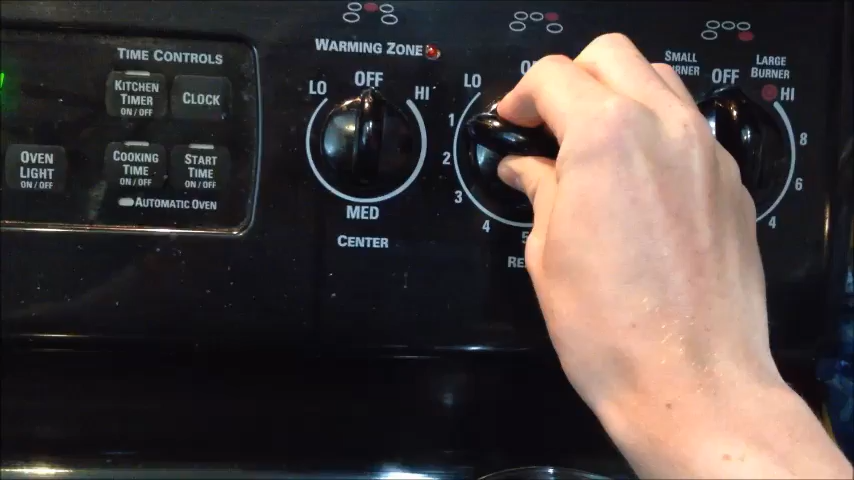 TIME CONTROLS
KITCHEN
TIMER
ON/OFF
CLOCK
OVEN
LIGHT
ON/OFF
COOKING
TIME
ON/OFF
START
TIME
ON/OFF
AUTOMATIC OVEN
WARMING ZONE
LO
OFF
HI
MED
CENTER
LO
1
2
3
4
SMALL
BURNER
OFF
LARGE
BURNER
HI
8
6
4